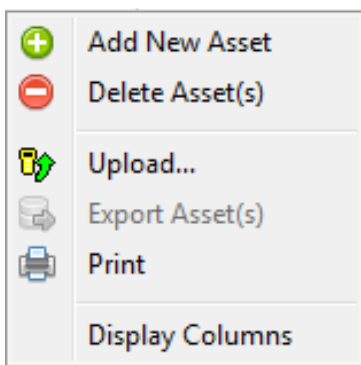 Add New Asset
Delete Asset(s)
Upload...
Export Asset(s)
Print
Display Columns